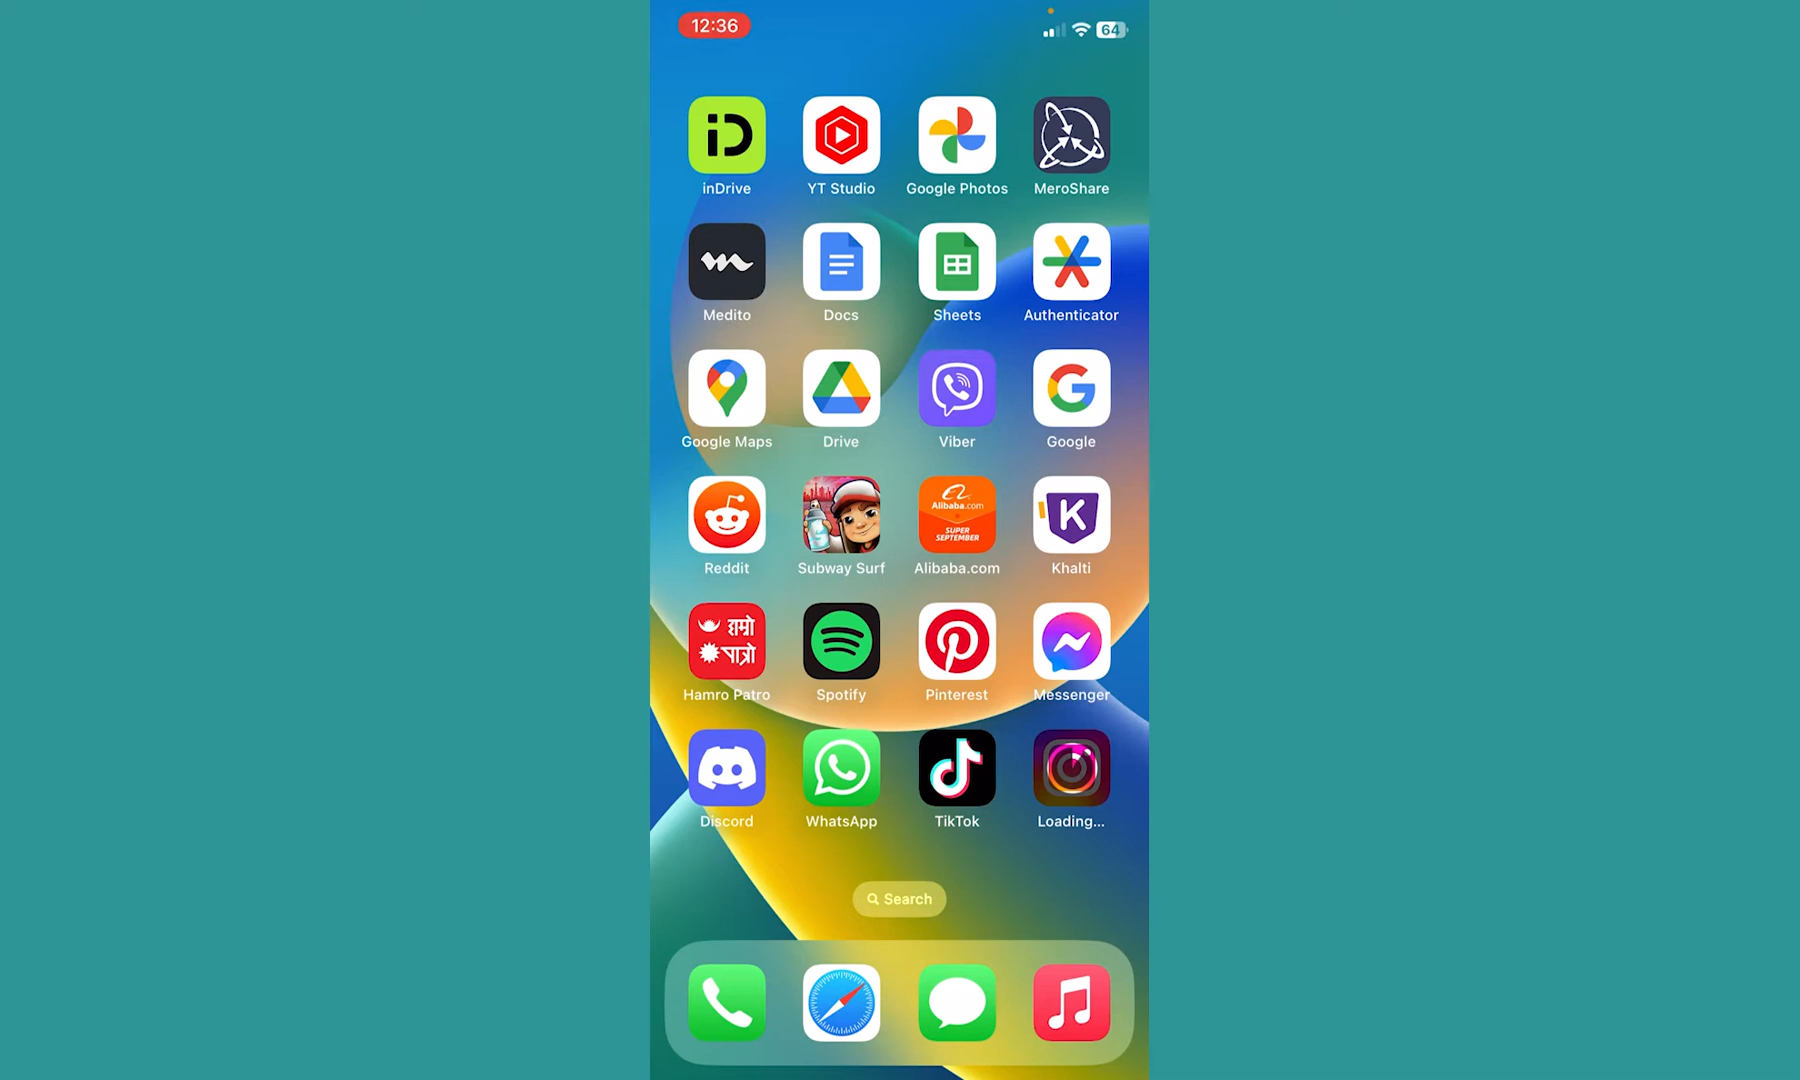 12:36
64
iD
inDrive
YT Studio
Google Photos
MeroShare
Medito
Docs
Sheets
Authenticator
Google Maps
Drive
Viber
Google
Alibaba.com
SUPER
SEPTEMBER
K
Reddit
Subway Surf
Alibaba.com
Khalti
हाम्रो
पात्रो
Hamro Patro
Spotify
Pinterest
Messenger
Discord
WhatsApp
TikTok
Loading...
Search